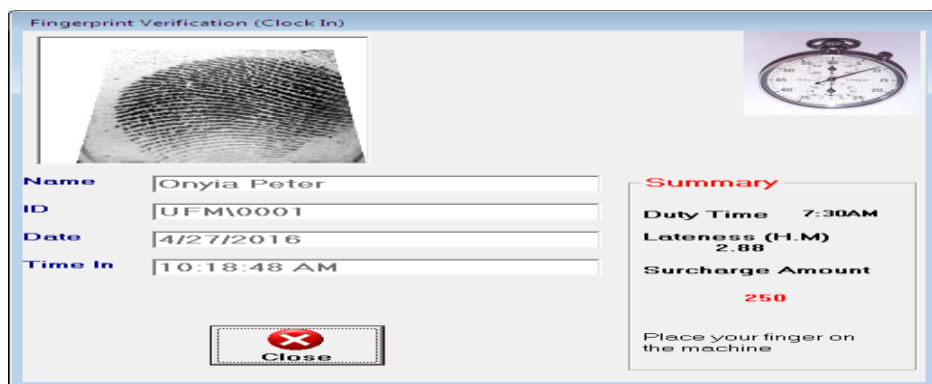 Fingerprint Verification (Clock In)
Name
Onyia Peter
ID
UFM\0001
Date
4/27/2016
Time In
10:18:48 AM
Close
Summary
Duty Time 7:30AM
Lateness (H.M)
2.88
Surcharge Amount
250
Place your finger on
the machine